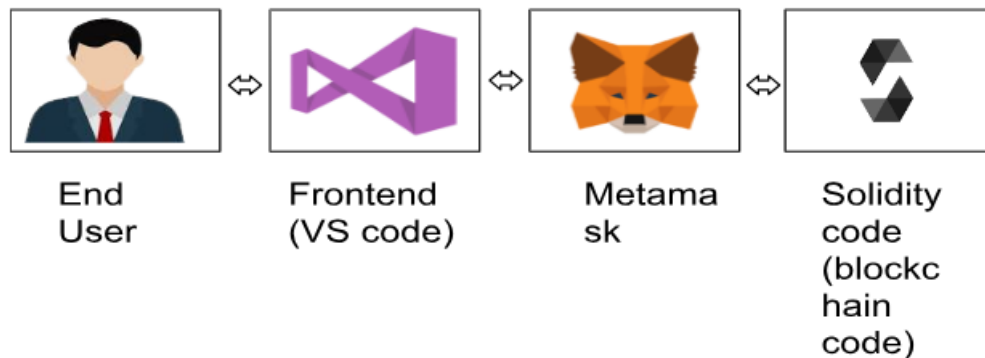 End
User
Frontend
(VS code)
Metama
sk
Solidity
code
(blockc
hain
code)